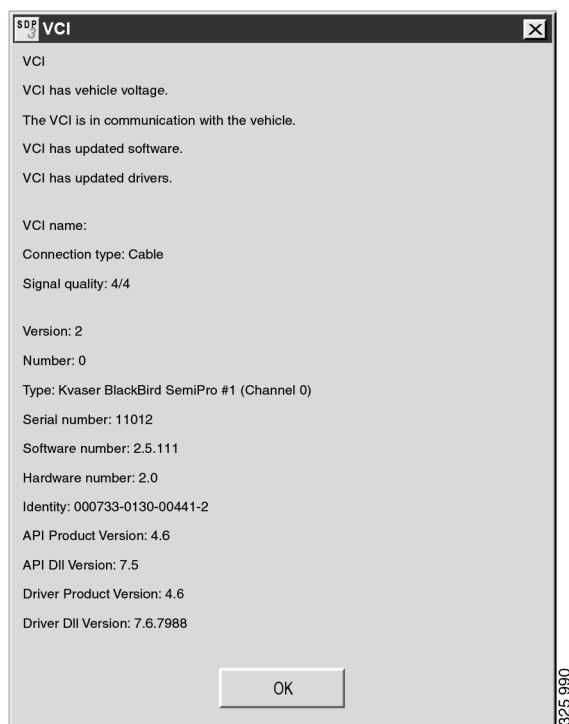 SDP
3 VCI
VCI
VCI has vehicle voltage.
The VCI is in communication with the vehicle.
VCI has updated software.
VCI has updated drivers.
VCI name:
Connection type: Cable
Signal quality: 4/4
Version: 2
Number: 0
Type: Kvaser BlackBird SemiPro #1 (Channel 0)
Serial number: 11012
Software number: 2.5.111
Hardware number: 2.0
Identity: 000733-0130-00441-2
API Product Version: 4.6
API Dll Version: 7.5
Driver Product Version: 4.6
Driver Dll Version: 7.6.7988
OK
325 990